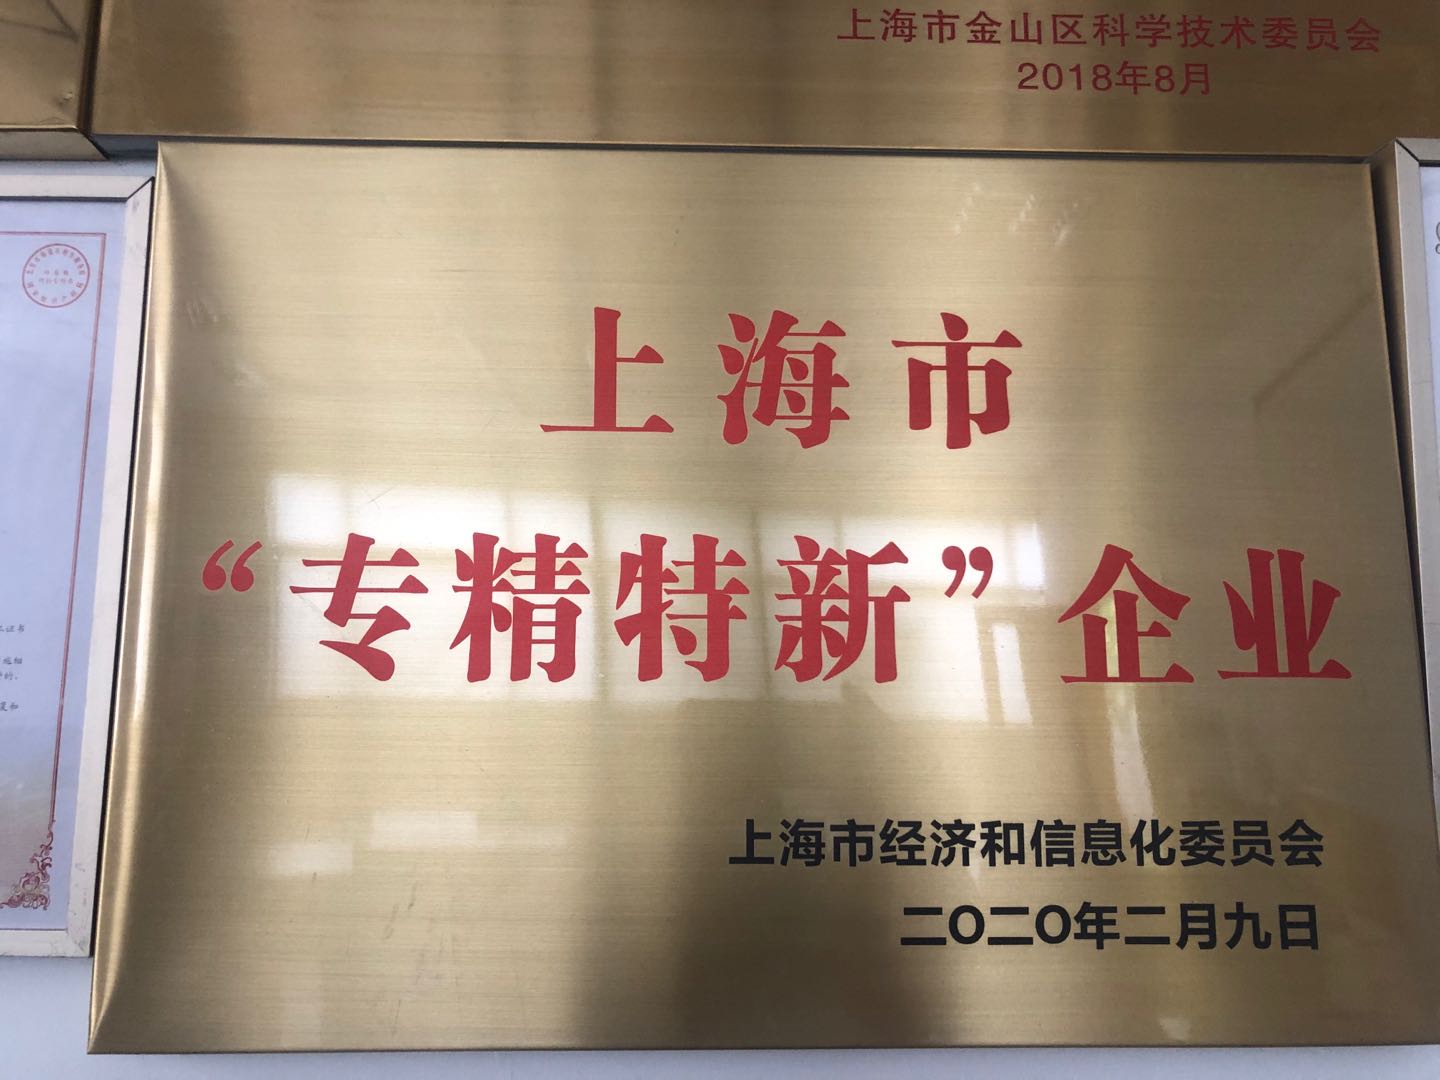 上海市金山区科学技术委员会
2018年8月
上海市
“专精特新”企业
上海市经济和信息化委员会
二〇二〇年二月九日
证书